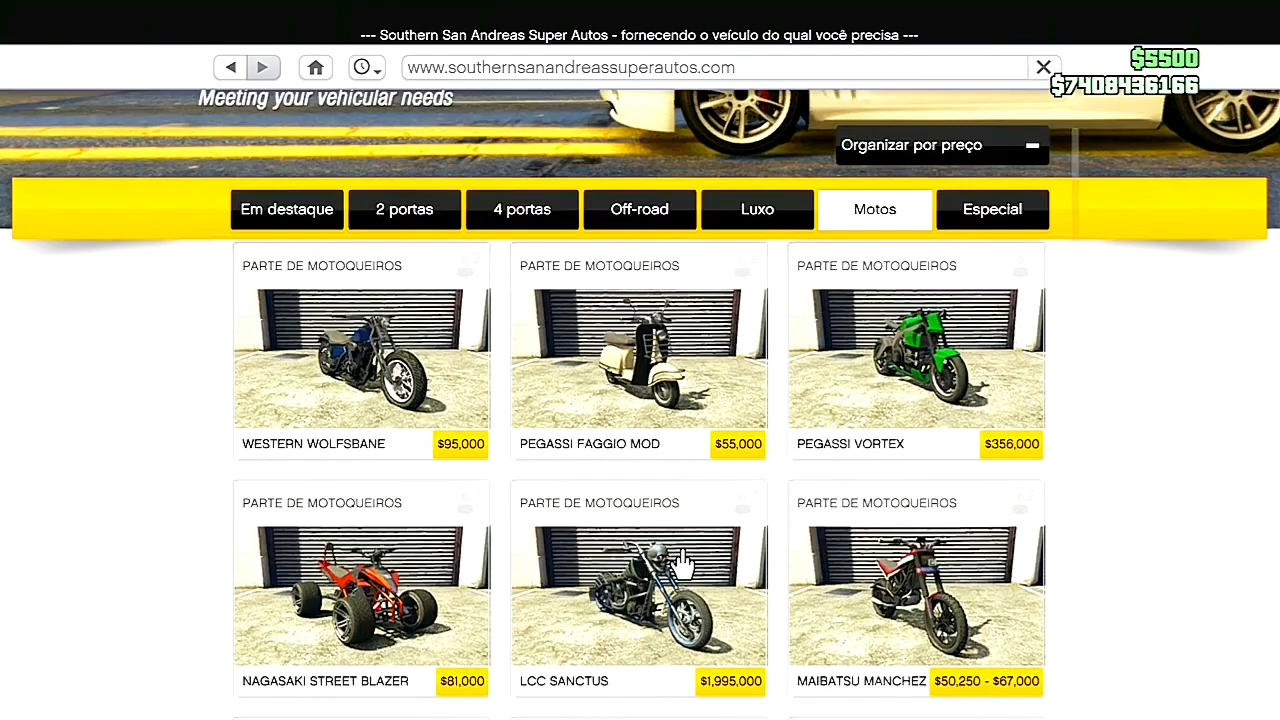 --- Southern San Andreas Super Autos - fornecendo o veículo do qual você precisa ---
www.southernsanandreassuperautos.com
$5500
$7408436166
Meeting your vehicular needs
Organizar por preço
Em destaque
2 portas
4 portas
Off-road
Luxo
Motos
Especial
PARTE DE MOTOQUEIROS
PARTE DE MOTOQUEIROS
PARTE DE MOTOQUEIROS
WESTERN WOLFSBANE $95,000
PEGASSI FAGGIO MOD $55,000
PEGASSI VORTEX $356,000
PARTE DE MOTOQUEIROS
PARTE DE MOTOQUEIROS
PARTE DE MOTOQUEIROS
NAGASAKI STREET BLAZER $81,000
LCC SANCTUS $1,995,000
MAIBATSU MANCHEZ $50,250 - $67,000